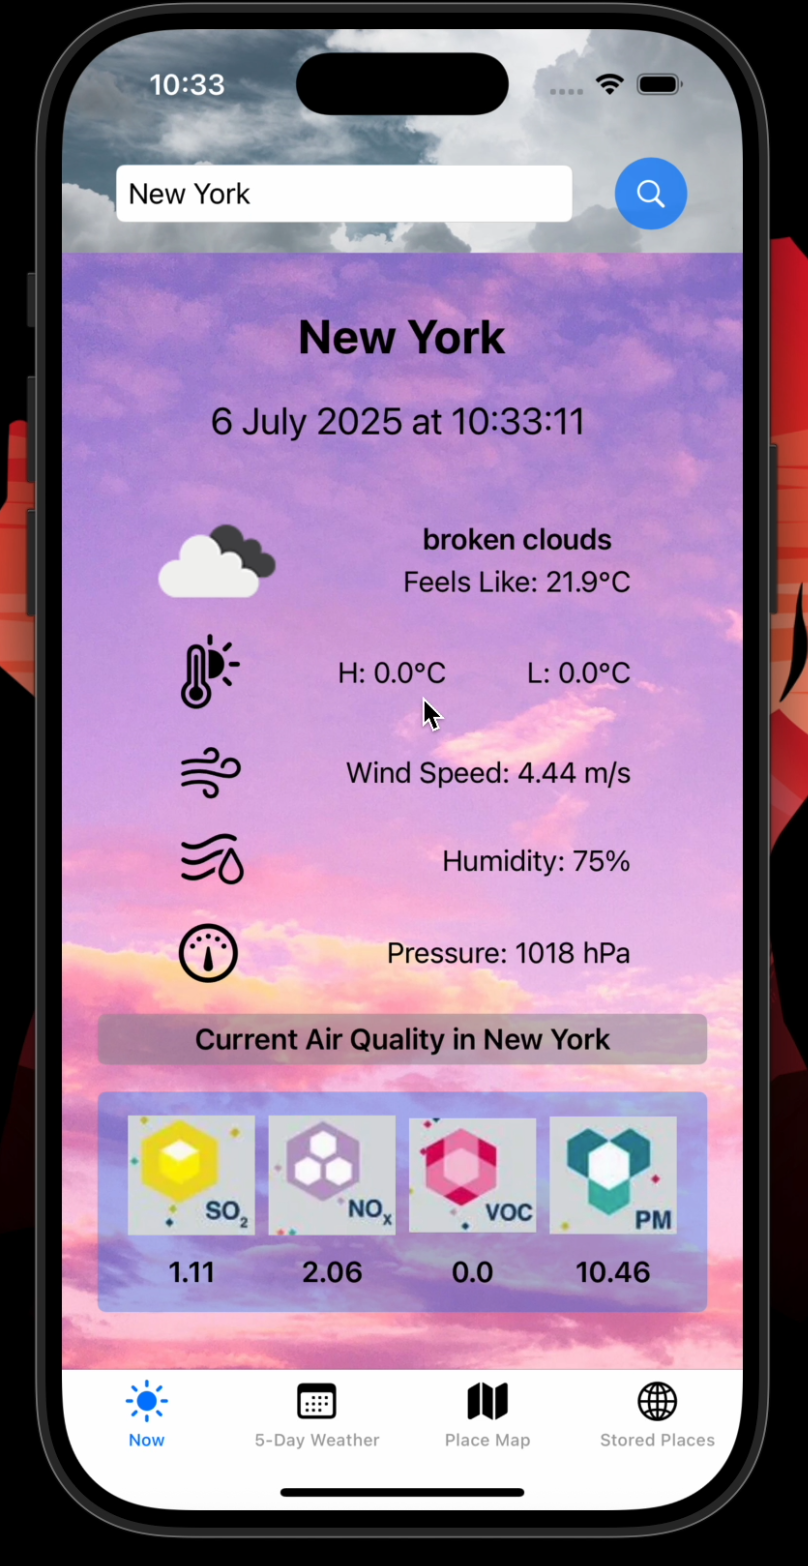 10:33
New York
New York
6 July 2025 at 10:33:11
broken clouds
Feels Like: 21.9°C
H: 0.0°C L: 0.0°C
Wind Speed: 4.44 m/s
Humidity: 75%
Pressure: 1018 hPa
Current Air Quality in New York
SO₂ NOₓ VOC PM
1.11 2.06 0.0 10.46
Now 5-Day Weather Place Map Stored Places